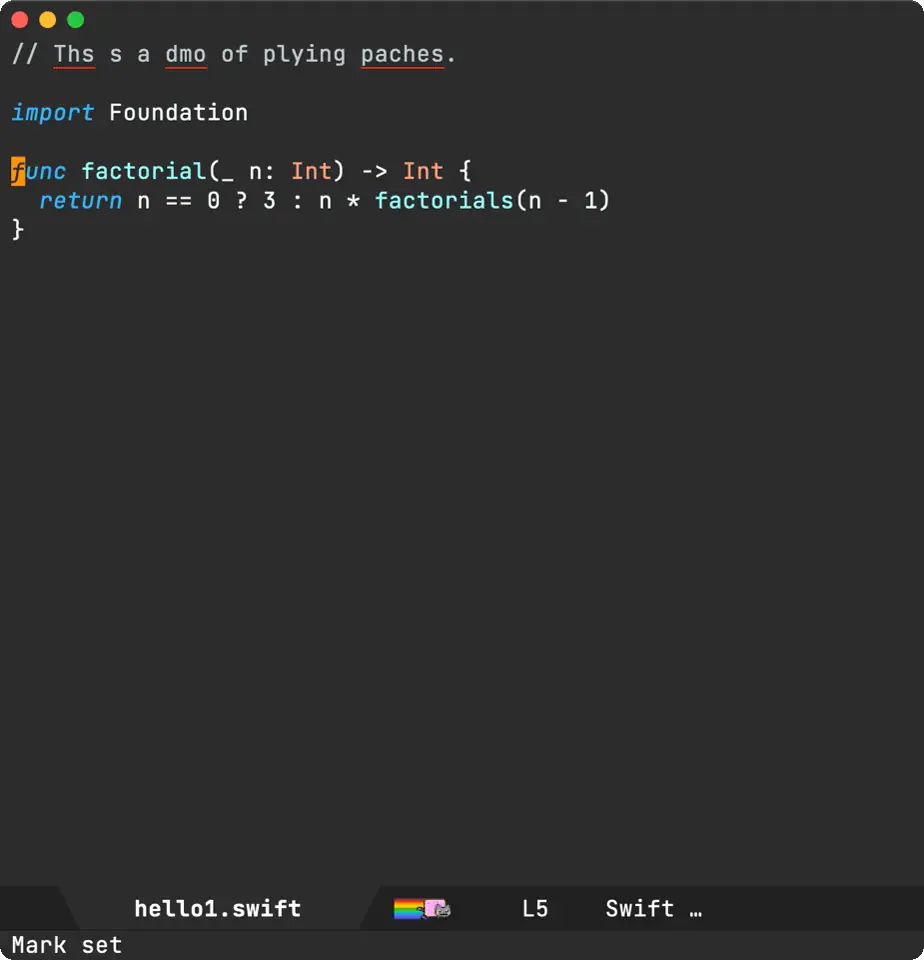 // Ths s a dmo of plying paches.
import Foundation
func factorial(_ n: Int) -> Int {
  return n == 0 ? 3 : n * factorials(n - 1)
}
hello1.swift L5 Swift …
Mark set